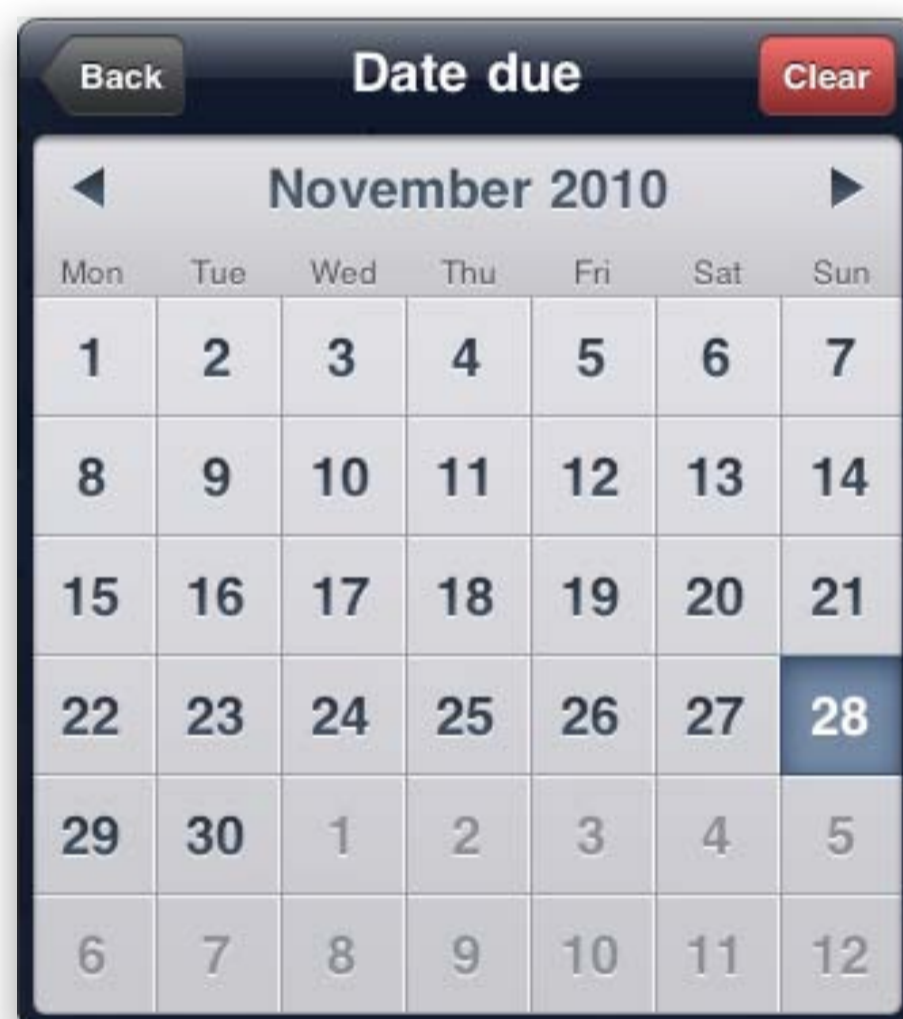 Back Date due Clear
November 2010
Mon Tue Wed Thu Fri Sat Sun
1 2 3 4 5 6 7
8 9 10 11 12 13 14
15 16 17 18 19 20 21
22 23 24 25 26 27 28
29 30 1 2 3 4 5
6 7 8 9 10 11 12